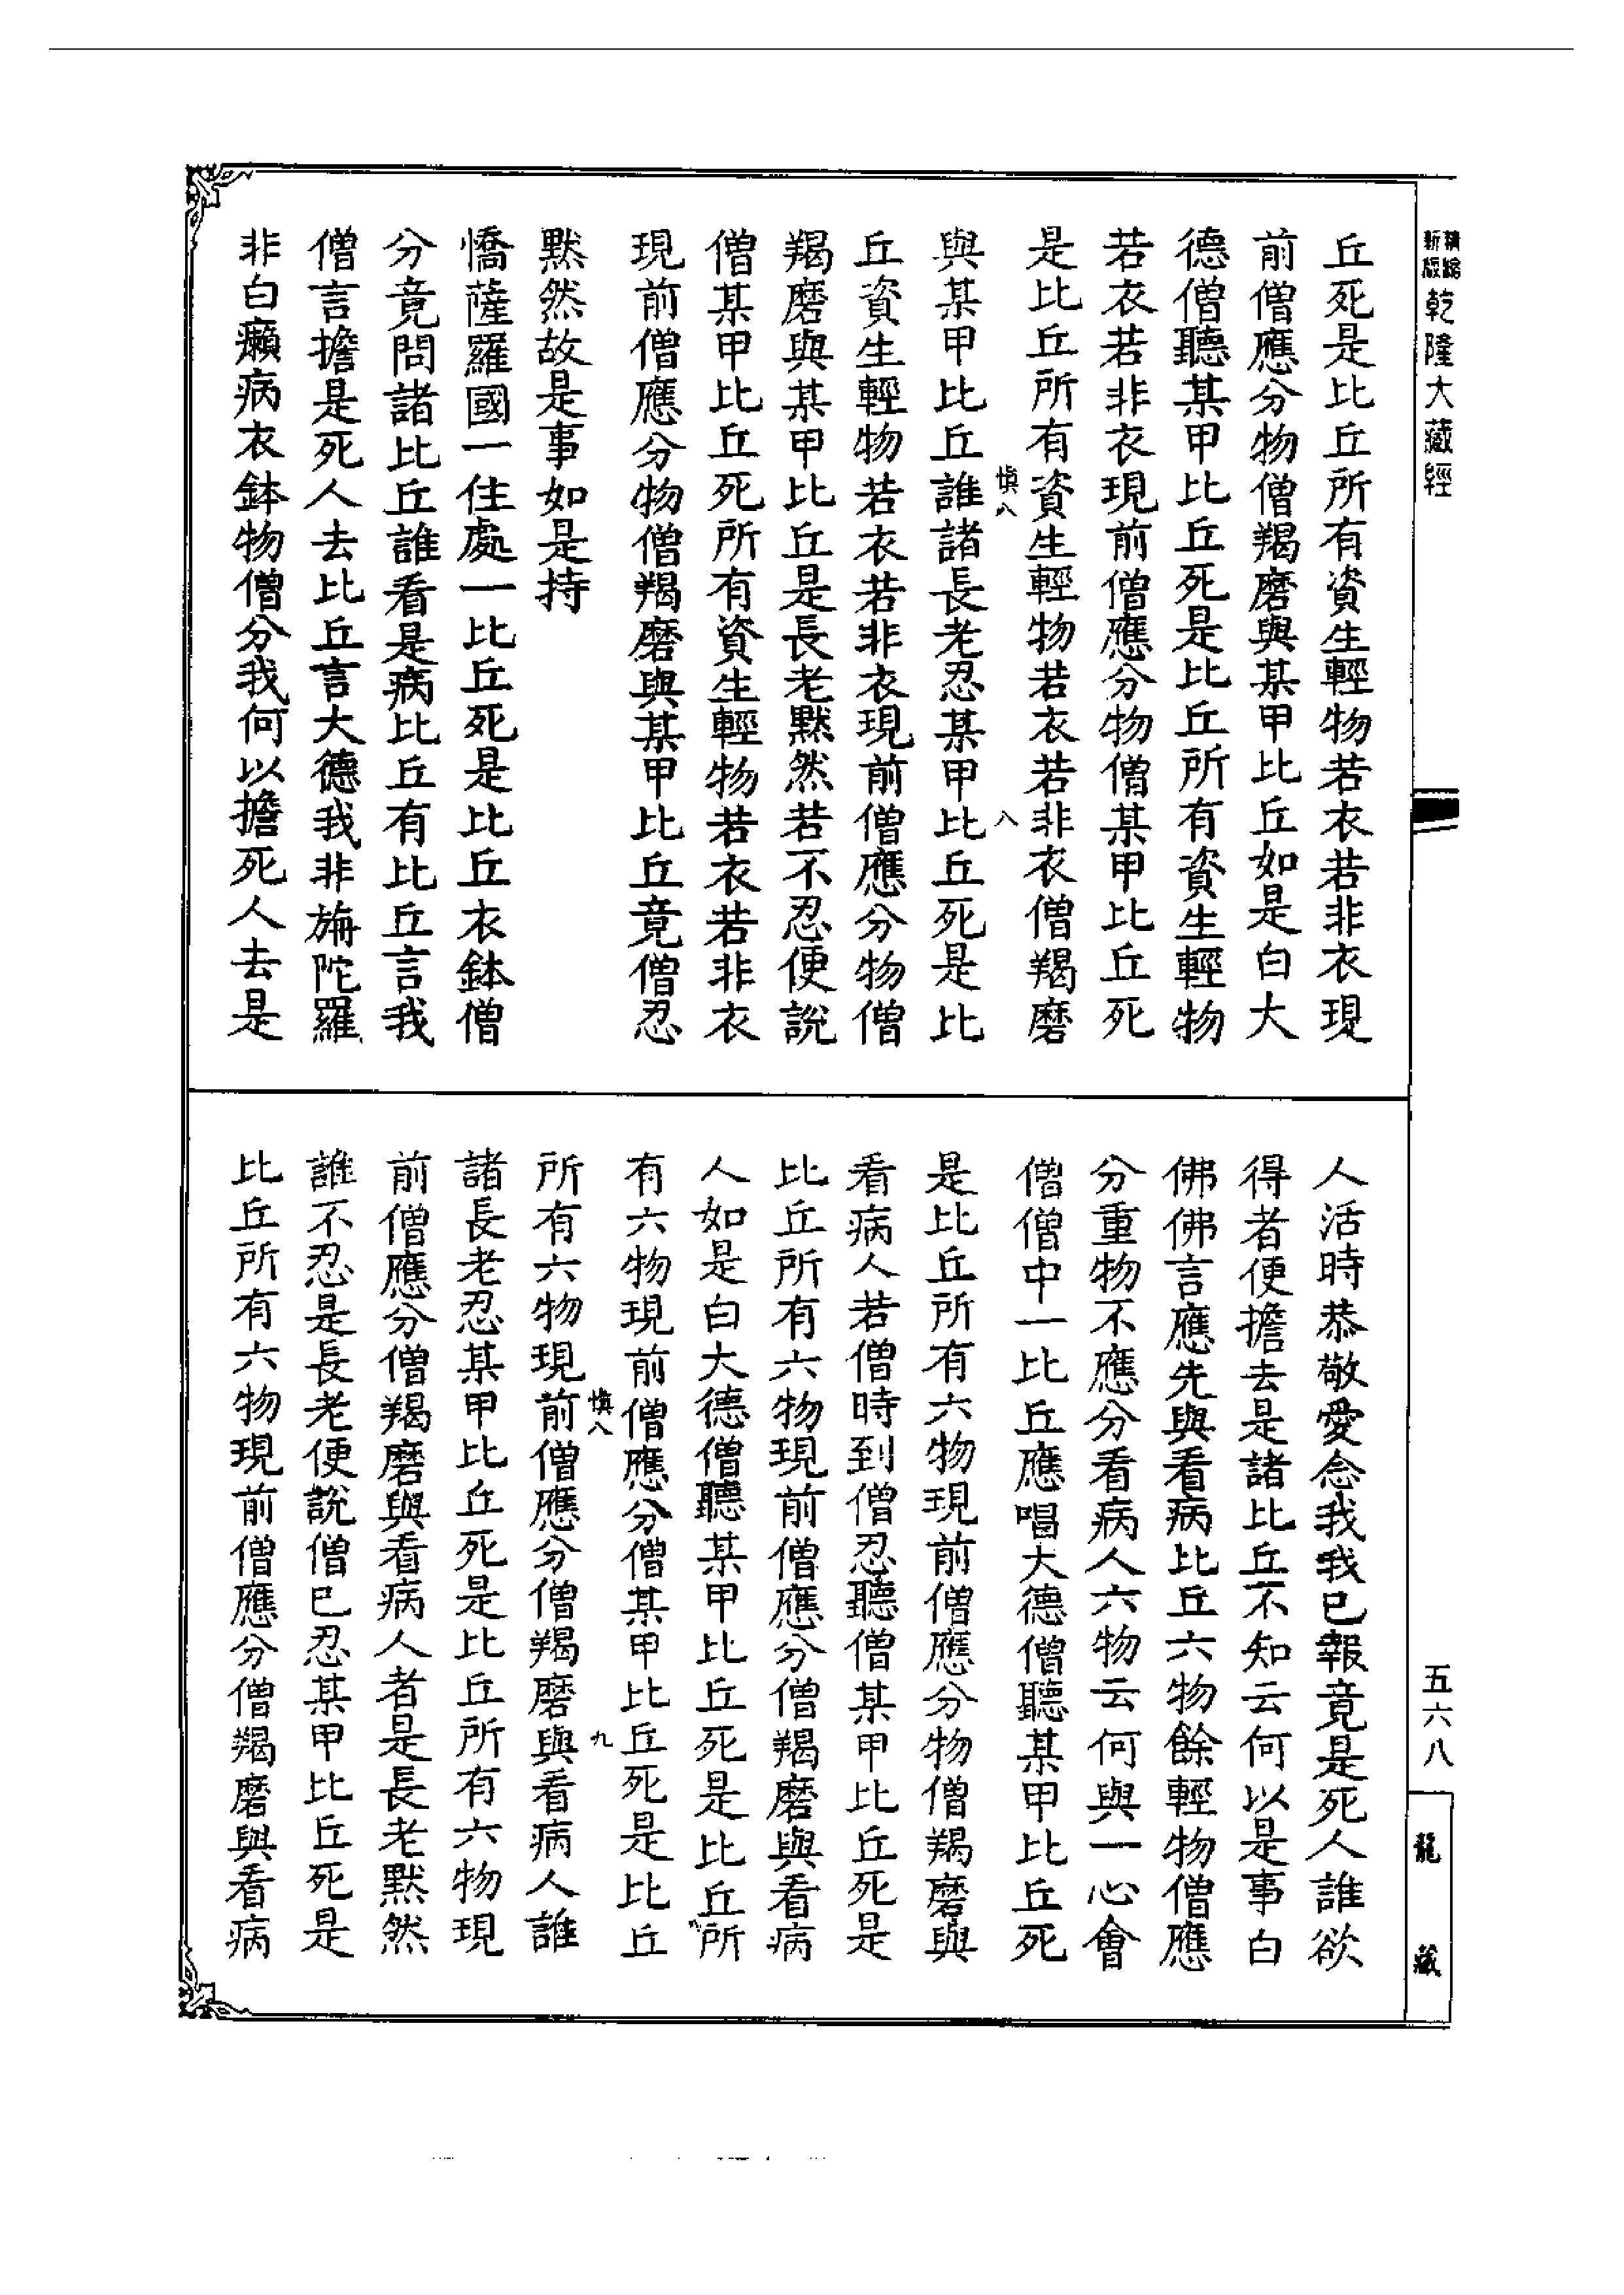 新版
精縮
乾隆大藏經
丘死是比丘所有資生輕物若衣若非衣現
前僧應分物僧羯磨與某甲比丘如是白大
德僧聽某甲比丘死是比丘所有資生輕物
若衣若非衣現前僧應分物僧某甲比丘死
是比丘所有資生輕物若衣若非衣僧羯磨
慎八
八
與某甲比丘誰諸長老忍某甲比丘死是比
丘資生輕物若衣若非衣現前僧應分物僧
羯磨與某甲比丘是長老默然若不忍便說
僧某甲比丘死所有資生輕物若衣若非衣
現前僧應分物僧羯磨與某甲比丘竟僧忍
默然故是事如是持
憍薩羅國一住處一比丘死是比丘衣鉢僧
分竟問諸比丘誰看是病比丘有比丘言我
僧言擔是死人去比丘言大德我非旃陀羅
非白癩病衣鉢物僧分我何以擔死人去是
人活時恭敬愛念我我已報竟是死人誰欲
得者便擔去是諸比丘不知云何以是事白
佛佛言應先與看病比丘六物餘輕物僧應
分重物不應分看病人六物云何與一心會
僧僧中一比丘應唱大德僧聽某甲比丘死
是比丘所有六物現前僧應分物僧羯磨與
看病人若僧時到僧忍聽僧某甲比丘死是
比丘所有六物現前僧應分僧羯磨與看病
人如是白大德僧聽某甲比丘死是比丘所
有六物現前僧應分僧某甲比丘死是比丘
慎八
九
所有六物現前僧應分僧羯磨與看病人誰
諸長老忍某甲比丘死是比丘所有六物現
前僧應分僧羯磨與看病人者是長老默然
誰不忍是長老便說僧已忍某甲比丘死是
比丘所有六物現前僧應分僧羯磨與看病
五六八
龍藏